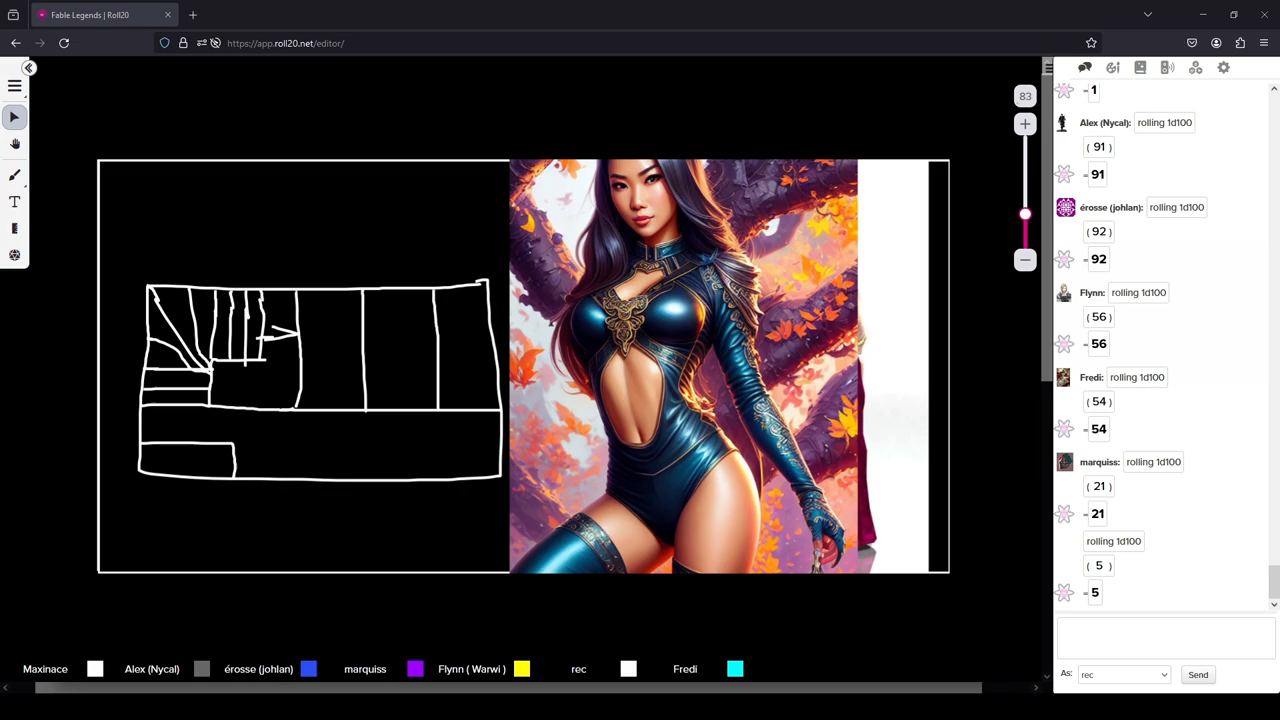 Fable Legends | Roll20
https://app.roll20.net/editor/
83
= 1
Alex (Nycal): rolling 1d100
( 91 )
= 91
érosse (johlan): rolling 1d100
( 92 )
= 92
Flynn: rolling 1d100
( 56 )
= 56
Fredi: rolling 1d100
( 54 )
= 54
marquiss: rolling 1d100
( 21 )
= 21
rolling 1d100
( 5 )
= 5
Maxinace Alex (Nycal) érosse (johlan) marquiss Flynn ( Warwi ) rec Fredi
As: rec Send